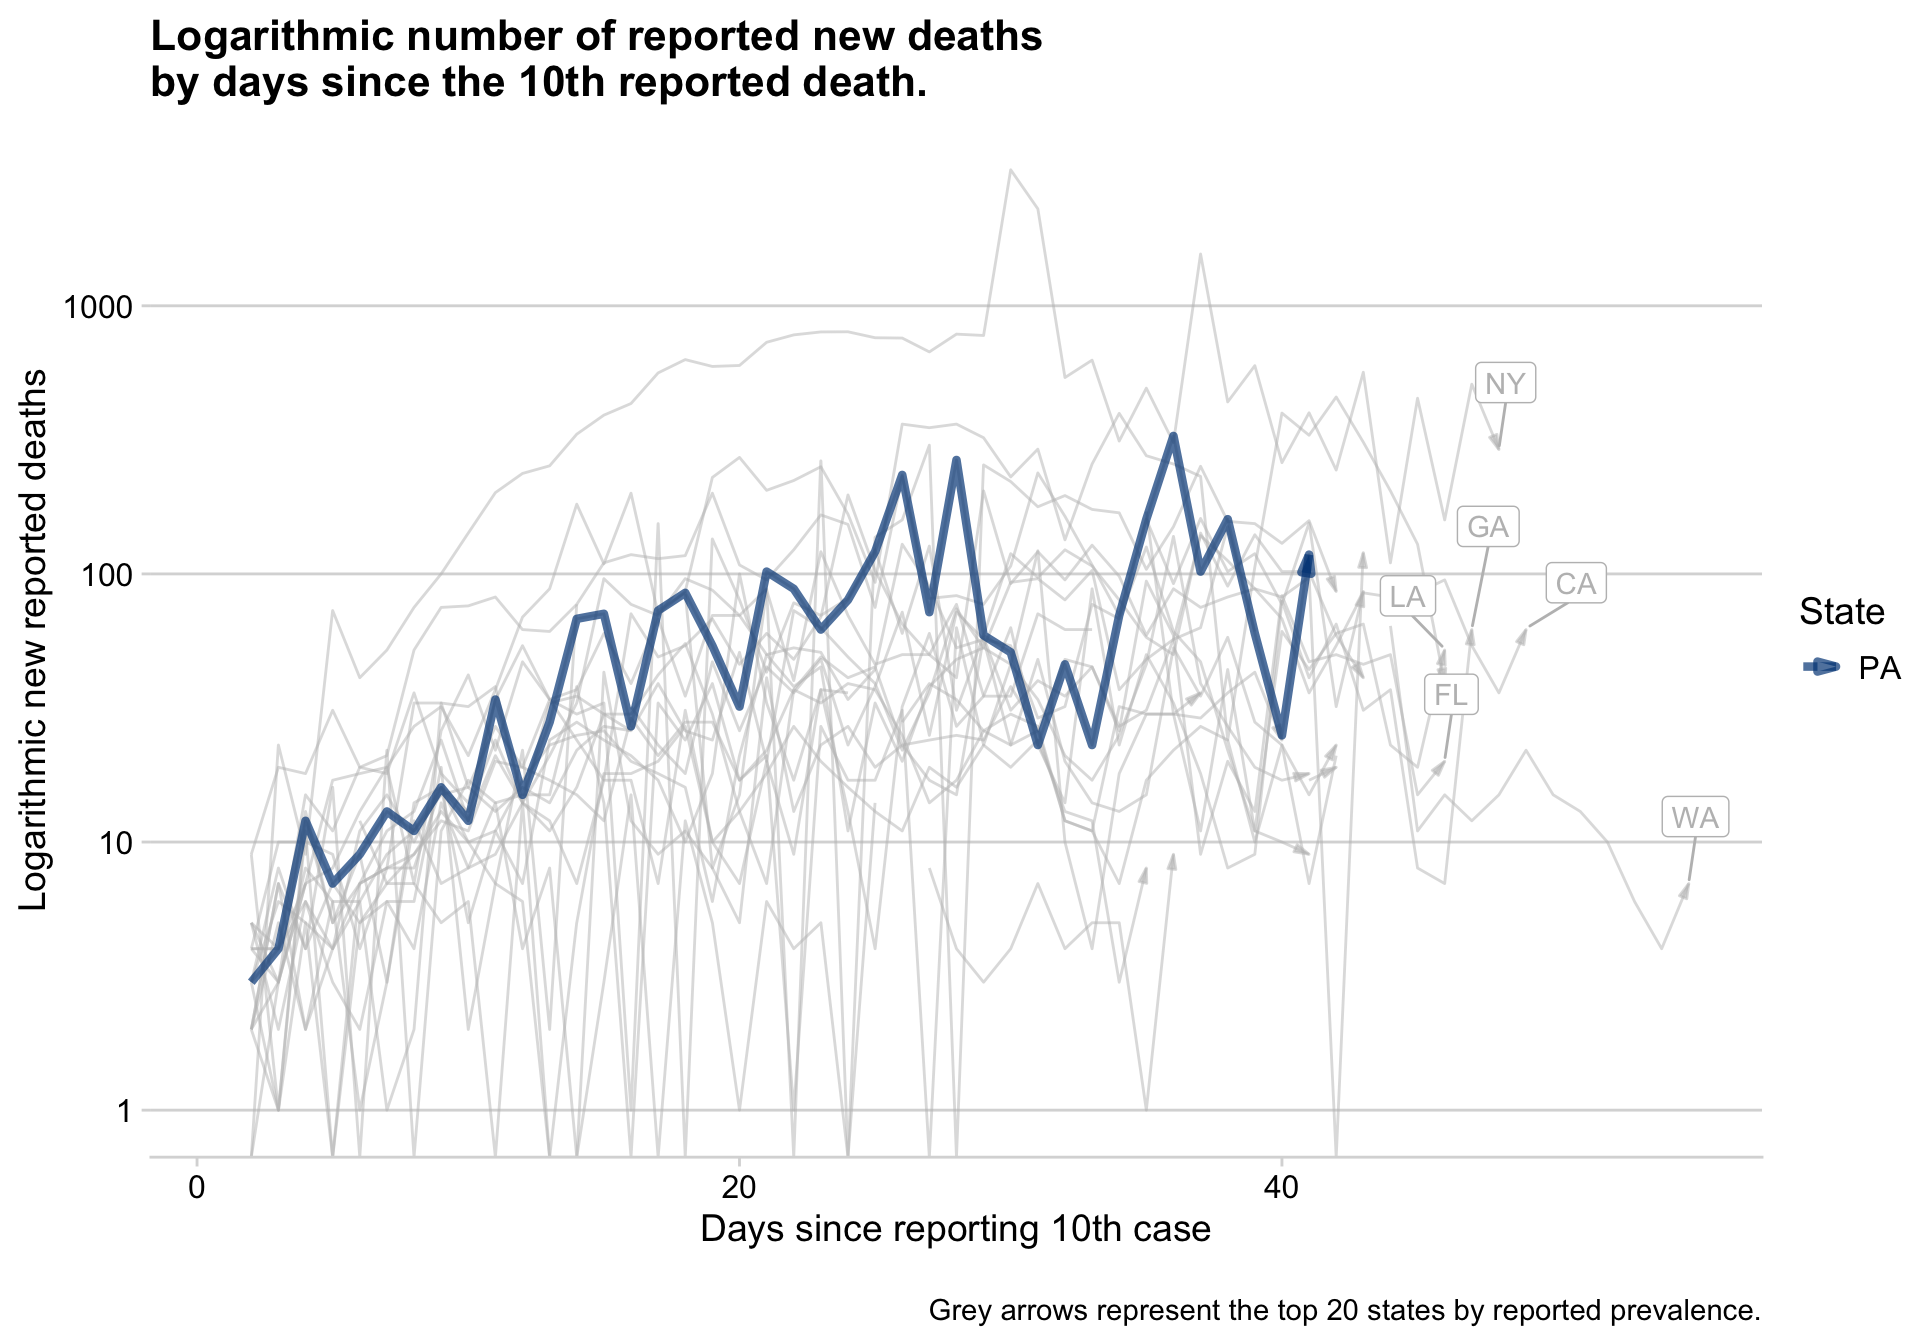 Logarithmic number of reported new deaths
by days since the 10th reported death.
Logarithmic new reported deaths
1000
100
10
1
NY
GA
CA
LA
FL
WA
State
PA
0
20
40
Days since reporting 10th case
Grey arrows represent the top 20 states by reported prevalence.